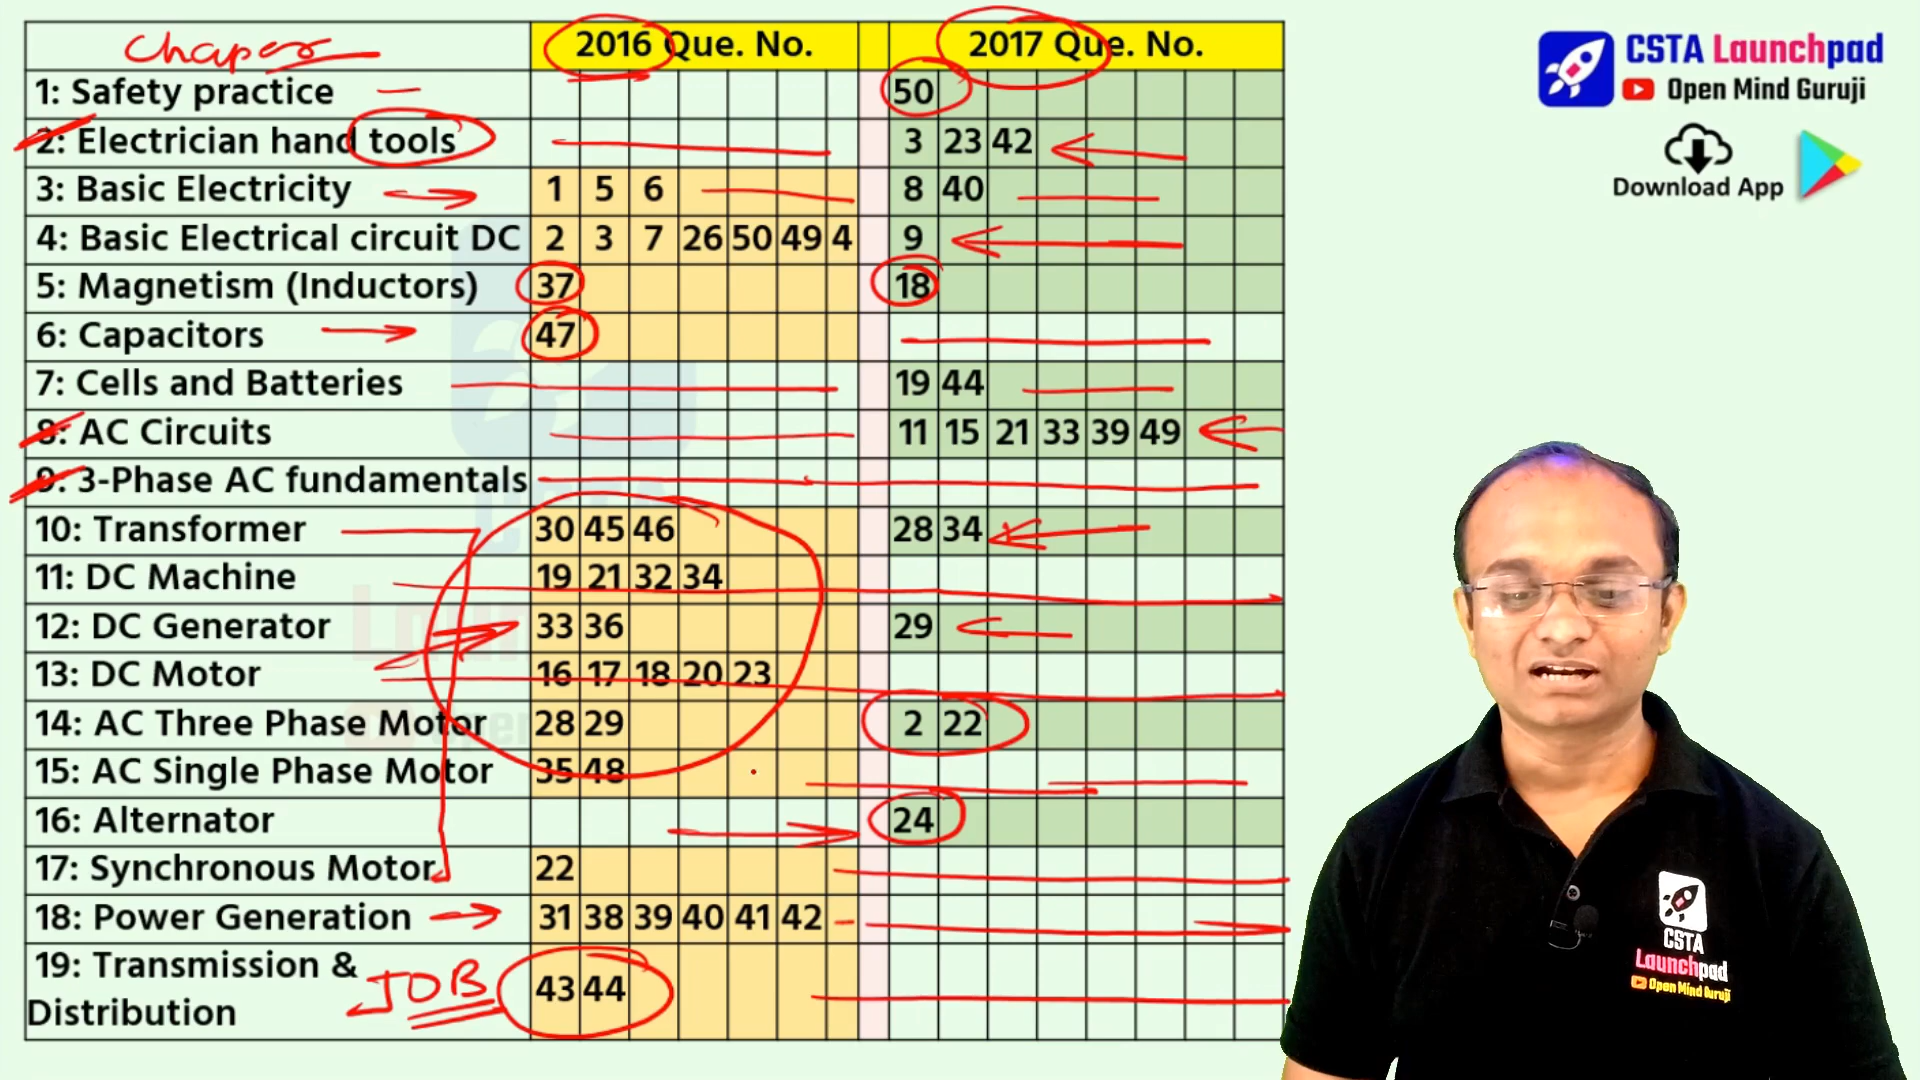 Chaper
2016 Que. No.
2017 Que. No.
1: Safety practice
50
2: Electrician hand tools
3 23 42
3: Basic Electricity
1 5 6
8 40
4: Basic Electrical circuit DC
2 3 7 26 50 49 4
9
5: Magnetism (Inductors)
37
18
6: Capacitors
47
7: Cells and Batteries
19 44
8: AC Circuits
11 15 21 33 39 49
9: 3-Phase AC fundamentals
10: Transformer
30 45 46
28 34
11: DC Machine
19 21 32 34
12: DC Generator
33 36
29
13: DC Motor
16 17 18 20 23
14: AC Three Phase Motor
28 29
2 22
15: AC Single Phase Motor
35 48
16: Alternator
24
17: Synchronous Motor
22
18: Power Generation
31 38 39 40 41 42
19: Transmission &
Distribution
JOB
43 44
CSTA Launchpad
Open Mind Guruji
Download App
CSTA
Launchpad
Open Mind Guruji